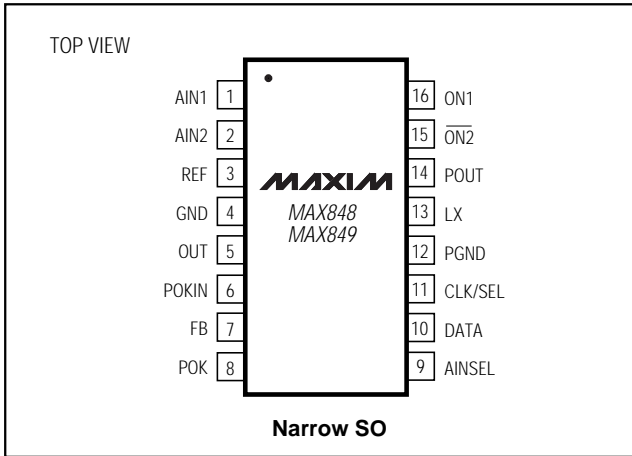 TOP VIEW
AIN1 1
AIN2 2
REF 3
GND 4
OUT 5
POKIN 6
FB 7
POK 8
MAXIM
MAX848
MAX849
16 ON1
15 O̅N̅2̅
14 POUT
13 LX
12 PGND
11 CLK/SEL
10 DATA
9 AINSEL
Narrow SO